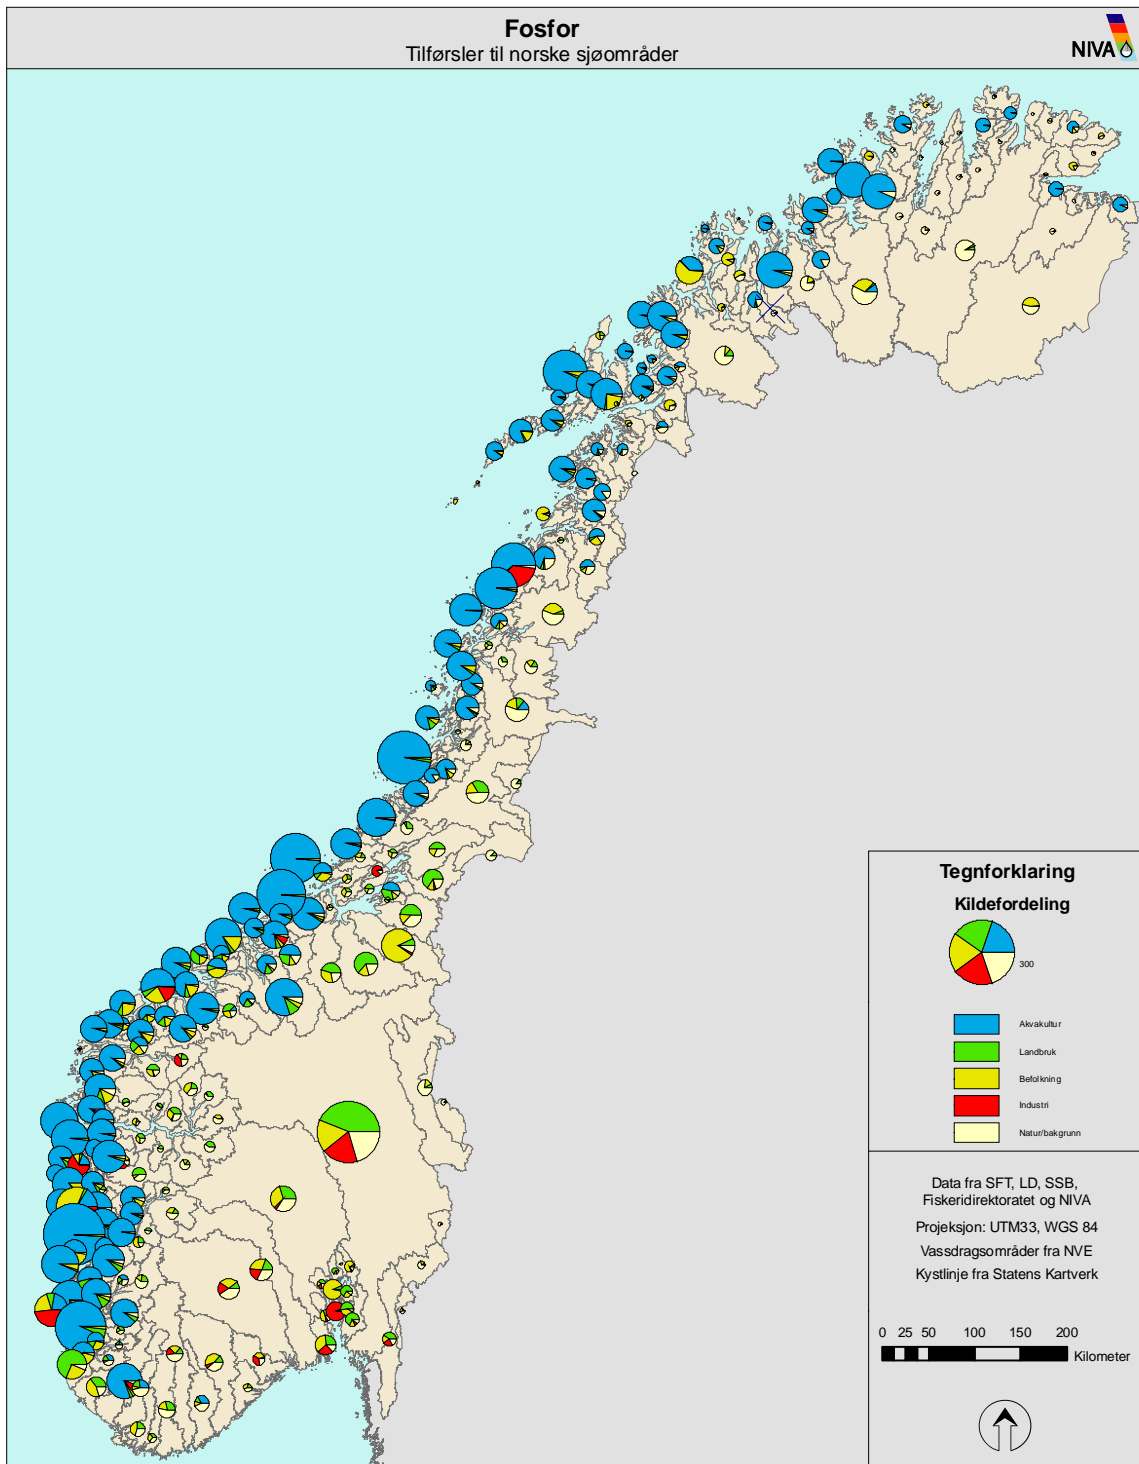 Fosfor
Tilførsler til norske sjøområder
NIVA
Tegnforklaring
Kildefordeling
300
Akvakultur
Landbruk
Befolkning
Industri
Natur/bakgrunn
Data fra SFT, LD, SSB,
Fiskeridirektoratet og NIVA
Projeksjon: UTM33, WGS 84
Vassdragsområder fra NVE
Kystlinje fra Statens Kartverk
0 25 50 100 150 200
Kilometer